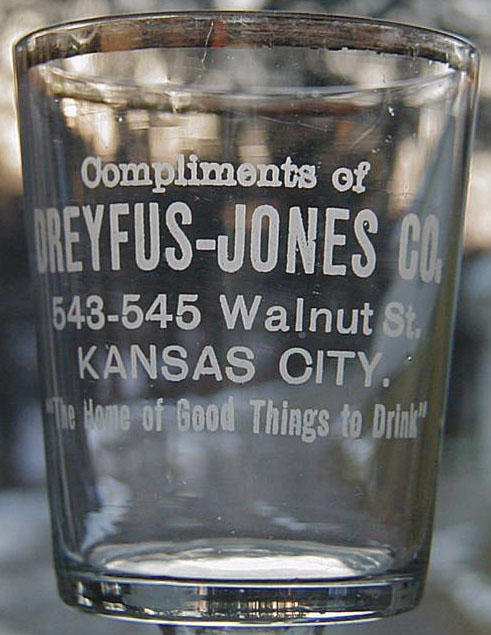 Compliments of
DREYFUS-JONES CO.
543-545 Walnut St.
KANSAS CITY.
"The Home of Good Things to Drink"